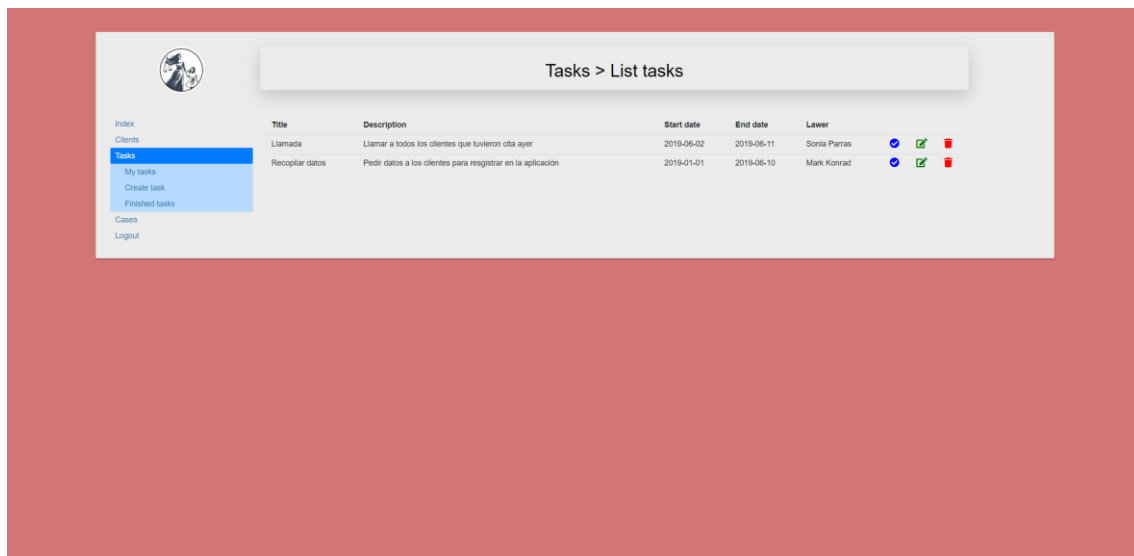 Tasks > List tasks
Index
Clients
Tasks
My tasks
Create task
Finished tasks
Cases
Logout
Title Description Start date End date Lawer
Llamada Llamar a todos los clientes que tuvieron cita ayer 2019-06-02 2019-06-11 Sonia Parras
Recopilar datos Pedir datos a los clientes para resgistrar en la aplicación 2019-01-01 2019-06-10 Mark Konrad